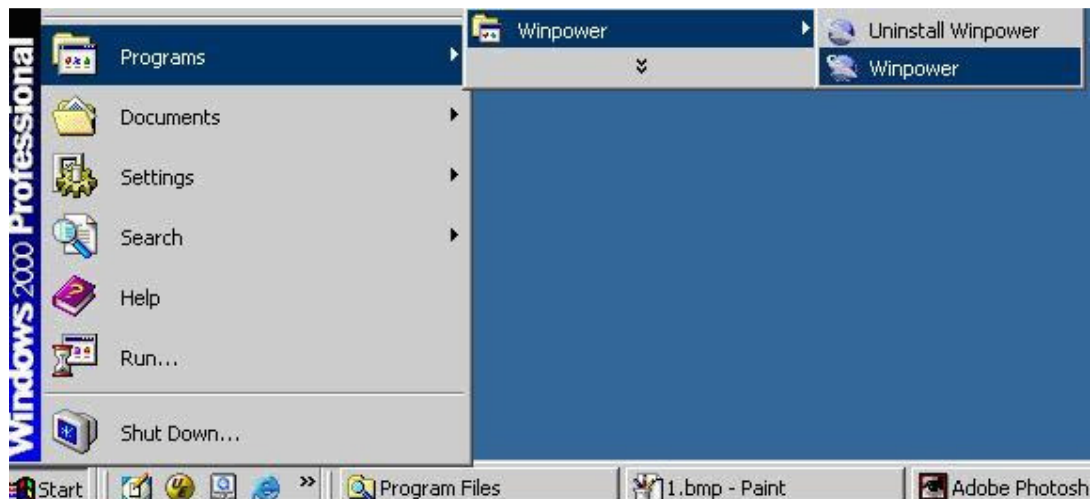 Windows 2000 Professional
Programs
Documents
Settings
Search
Help
Run...
Shut Down...
Winpower
Uninstall Winpower
Winpower
Start
»
Program Files
1.bmp - Paint
Adobe Photosh